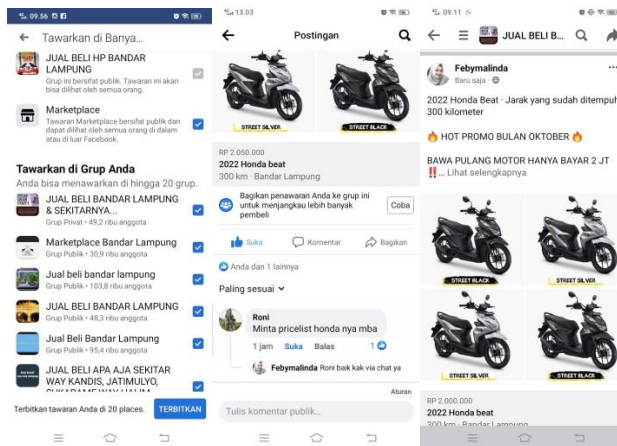 09.56
Tawarkan di Banya...
JUAL BELI HP BANDAR
LAMPUNG
Grup ini bersifat publik. Tawaran ini akan
bisa dilihat oleh semua orang.
Marketplace
Tawaran Marketplace bersifat publik dan
dapat dilihat oleh semua orang di dalam
atau di luar Facebook.
Tawarkan di Grup Anda
Anda bisa menawarkan di hingga 20 grup.
JUAL BELI BANDAR LAMPUNG
& SEKITARNYA...
Grup Privat • 49,2 ribu anggota
Marketplace Bandar Lampung
Grup Publik • 30,9 ribu anggota
Jual beli bandar lampung
Grup Publik • 103,8 ribu anggota
JUAL BELI BANDAR LAMPUNG
Grup Publik • 48,3 ribu anggota
Jual Beli Bandar Lampung
Grup Publik • 95,4 ribu anggota
JUAL BELI APA AJA SEKITAR
WAY KANDIS, JATIMULYO,
Terbitkan tawaran Anda di 20 places.
TERBITKAN
13.03
Postingan
STREET SILVER
STREET BLACK
RP 2.050.000
2022 Honda beat
300 km · Bandar Lampung
Bagikan penawaran Anda ke grup ini
untuk menjangkau lebih banyak
pembeli
Coba
Suka
Komentar
Bagikan
Anda dan 1 lainnya
Paling sesuai
Roni
Minta pricelist honda nya mba
1 jam Suka Balas 1
Febymalinda Roni baik kak via chat ya
Aturan
Tulis komentar publik...
09.11
JUAL BELI B...
Febymalinda
Baru saja ·
2022 Honda Beat · Jarak yang sudah ditempuh
300 kilometer
🔥 HOT PROMO BULAN OKTOBER 🔥
BAWA PULANG MOTOR HANYA BAYAR 2 JT
‼️... Lihat selengkapnya
STREET BLACK
STREET SILVER
STREET BLACK
STREET SILVER
RP 2.000.000
2022 Honda beat
300 km · Bandar Lampung